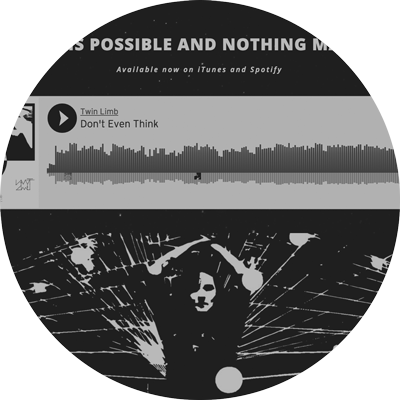 IS POSSIBLE AND NOTHING
Available now on iTunes and Spotify
Twin Limb
Don't Even Think